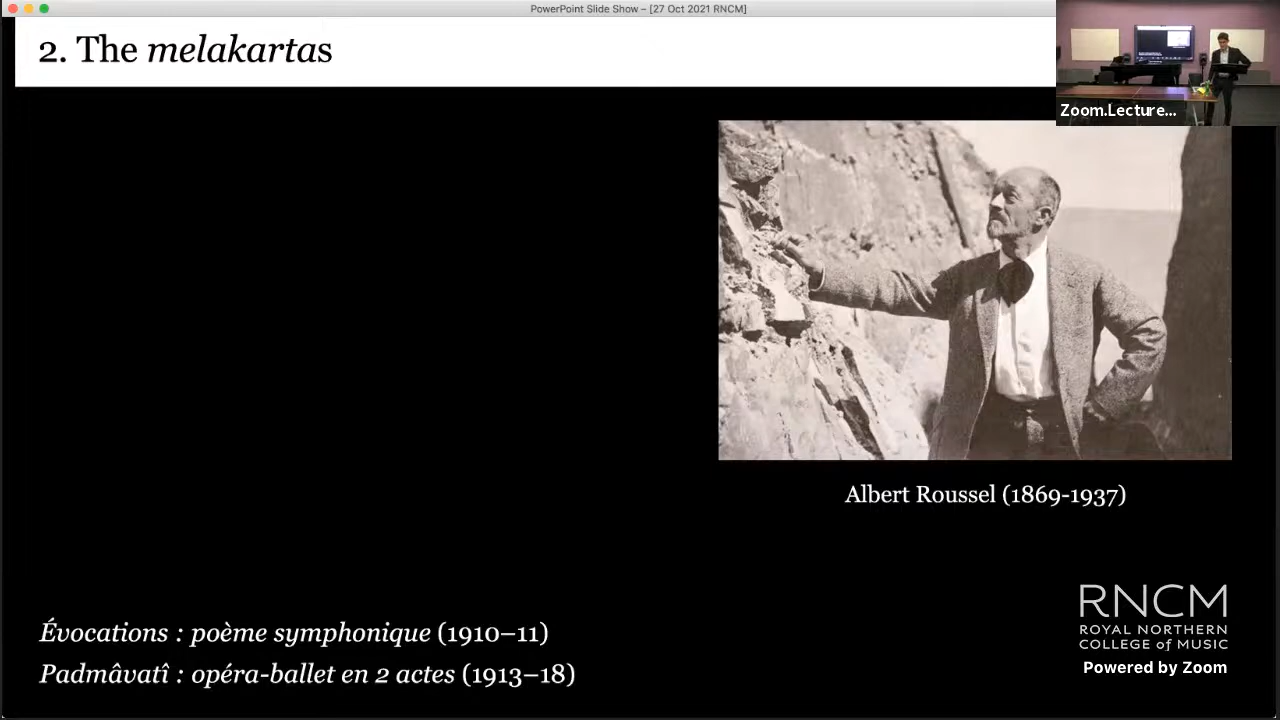 PowerPoint Slide Show – [27 Oct 2021 RNCM]
2. The melakartas
Zoom.Lecture...
Albert Roussel (1869-1937)
Évocations : poème symphonique (1910–11)
Padmâvatî : opéra-ballet en 2 actes (1913–18)
RNCM
ROYAL NORTHERN
COLLEGE of MUSIC
Powered by Zoom